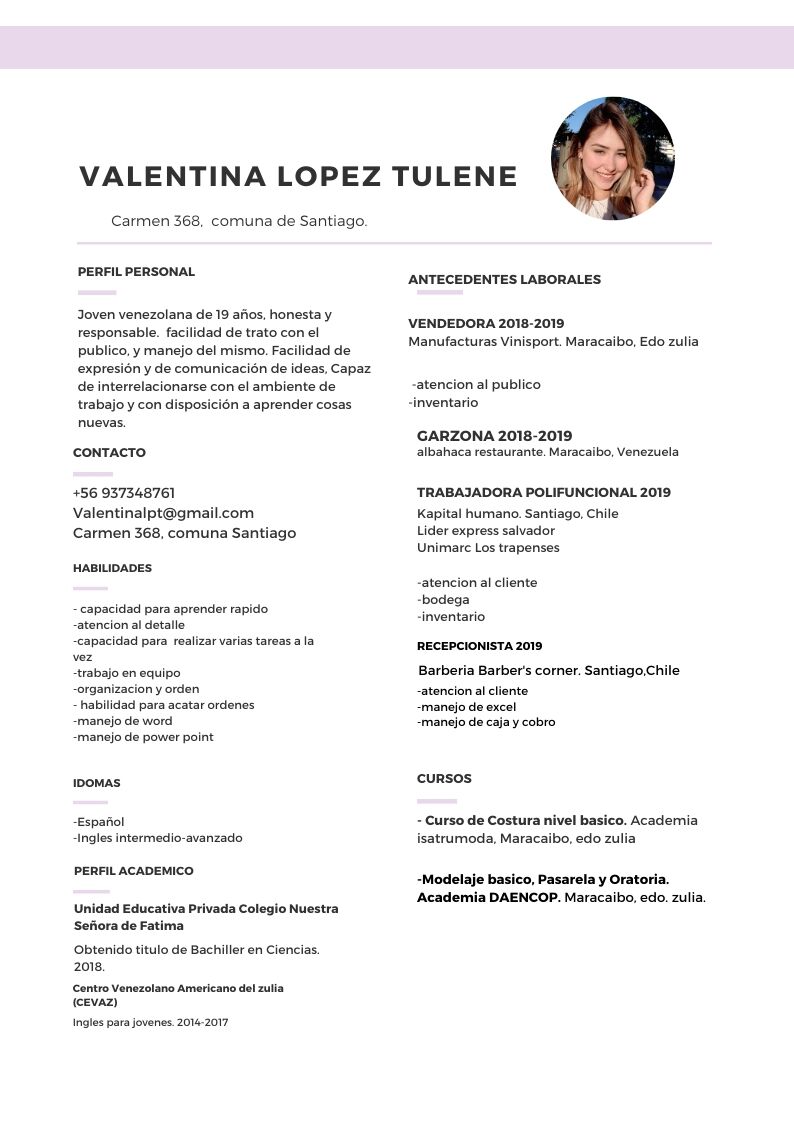 VALENTINA LOPEZ TULENE
Carmen 368,  comuna de Santiago.
PERFIL PERSONAL
Joven venezolana de 19 años, honesta y
responsable.  facilidad de trato con el
publico, y manejo del mismo. Facilidad de
expresión y de comunicación de ideas, Capaz
de interrelacionarse con el ambiente de
trabajo y con disposición a aprender cosas
nuevas.
CONTACTO
+56 937348761
Valentinalpt@gmail.com
Carmen 368, comuna Santiago
HABILIDADES
- capacidad para aprender rapido
-atencion al detalle
-capacidad para  realizar varias tareas a la
vez
-trabajo en equipo
-organizacion y orden
- habilidad para acatar ordenes
-manejo de word
-manejo de power point
IDOMAS
-Español
-Ingles intermedio-avanzado
PERFIL ACADEMICO
Unidad Educativa Privada Colegio Nuestra
Señora de Fatima
Obtenido titulo de Bachiller en Ciencias.
2018.
Centro Venezolano Americano del zulia
(CEVAZ)
Ingles para jovenes. 2014-2017
ANTECEDENTES LABORALES
VENDEDORA 2018-2019
Manufacturas Vinisport. Maracaibo, Edo zulia
-atencion al publico
-inventario
GARZONA 2018-2019
albahaca restaurante. Maracaibo, Venezuela
TRABAJADORA POLIFUNCIONAL 2019
Kapital humano. Santiago, Chile
Lider express salvador
Unimarc Los trapenses
-atencion al cliente
-bodega
-inventario
RECEPCIONISTA 2019
Barberia Barber's corner. Santiago,Chile
-atencion al cliente
-manejo de excel
-manejo de caja y cobro
CURSOS
- Curso de Costura nivel basico. Academia
isatrumoda, Maracaibo, edo zulia
-Modelaje basico, Pasarela y Oratoria.
Academia DAENCOP. Maracaibo, edo. zulia.